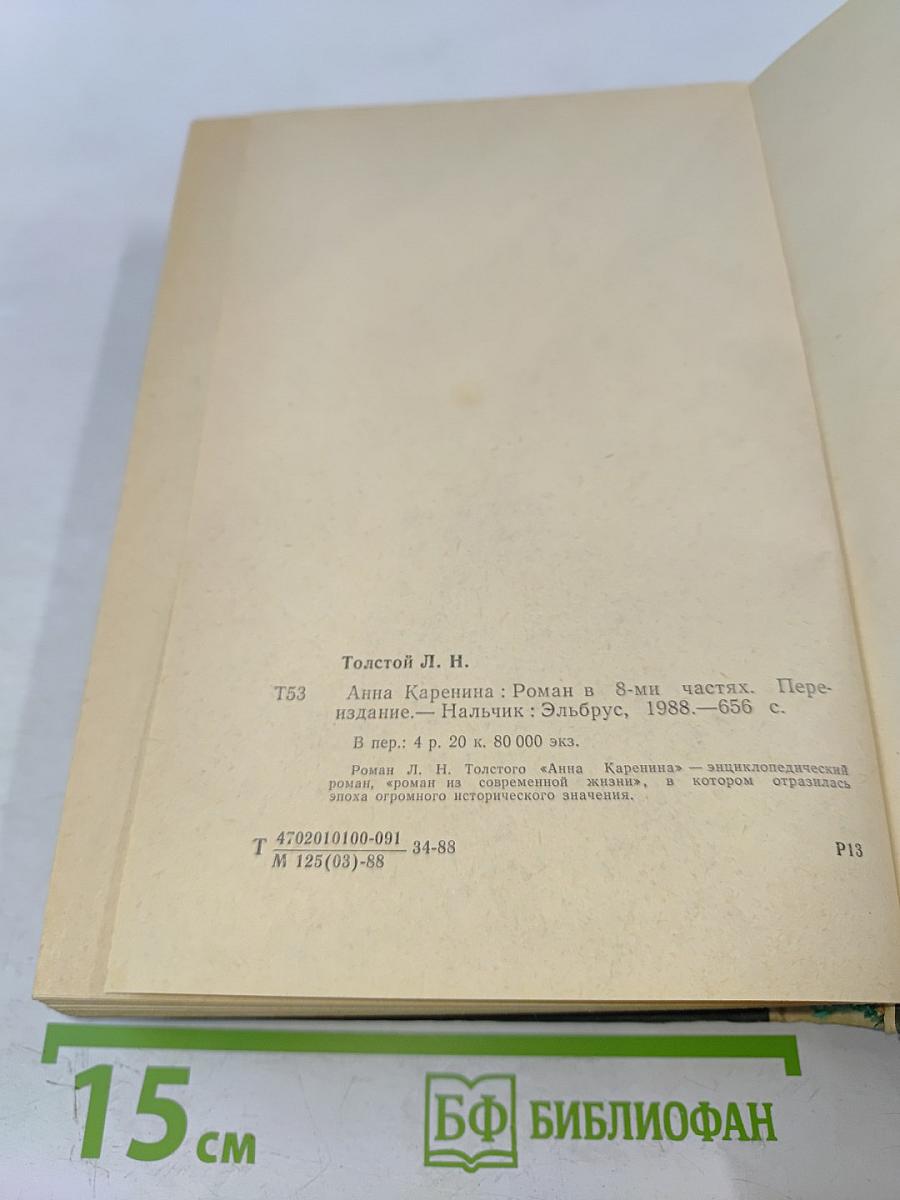 Толстой Л. Н.
Т53 Анна Каренина : Роман в 8-ми частях. Пере-
издание.— Нальчик : Эльбрус, 1988.—656 с.
В пер.: 4 р. 20 к. 80 000 экз.
Роман Л. Н. Толстого «Анна Каренина» — энциклопедический
роман, «роман из современной жизни», в котором отразилась
эпоха огромного исторического значения.
Т 4702010100-091 34-88 Р13
М 125(03)-88
15 см БФ БИБЛИОФАН